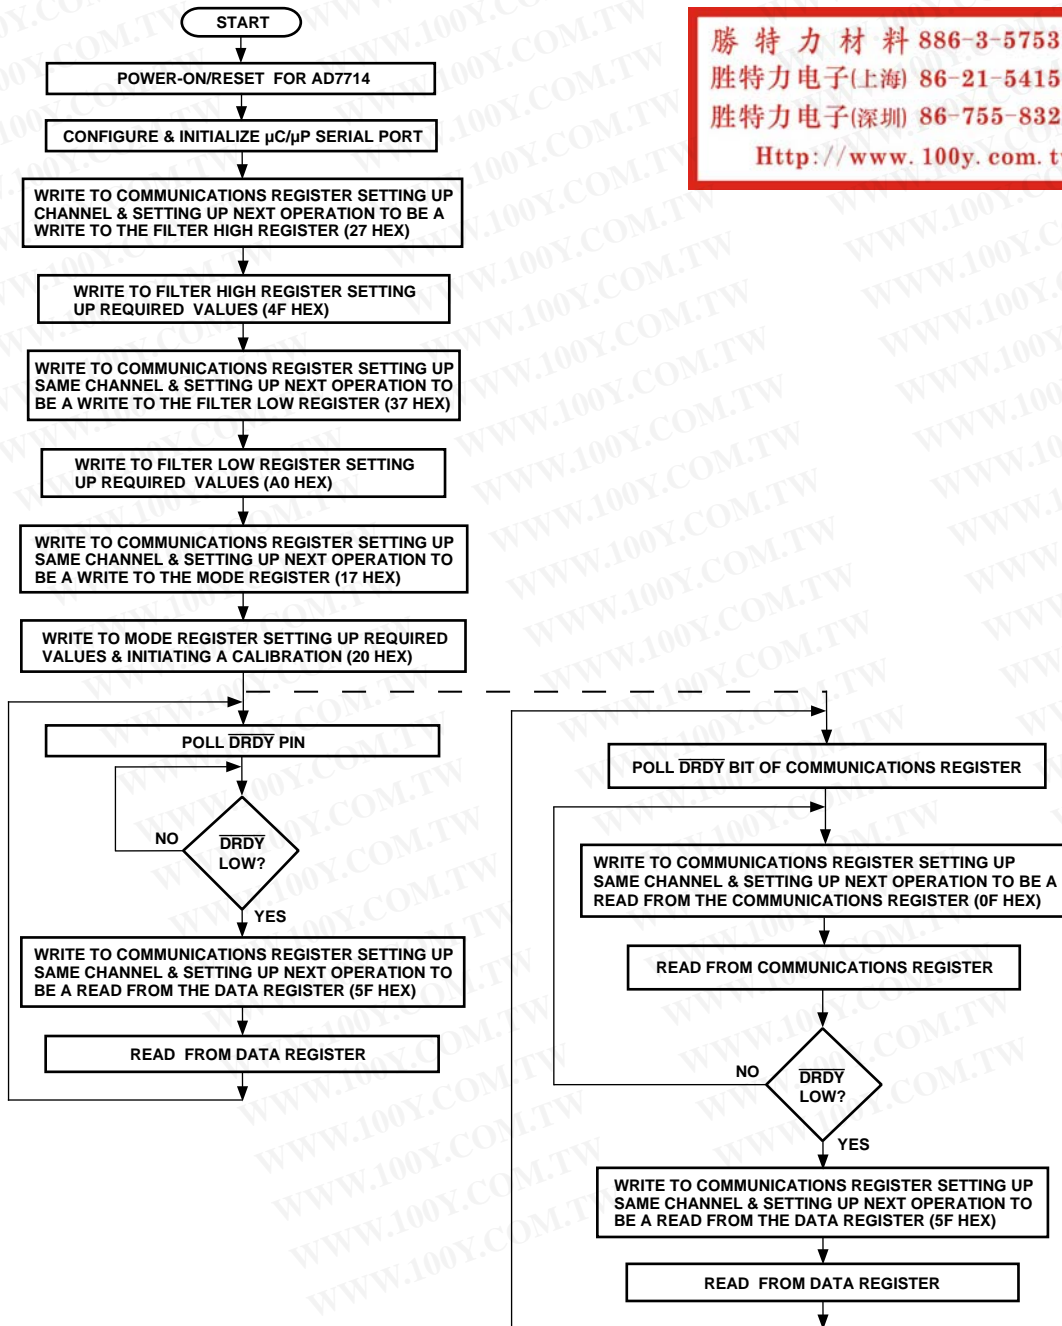 START
POWER-ON/RESET FOR AD7714
CONFIGURE & INITIALIZE µC/µP SERIAL PORT
WRITE TO COMMUNICATIONS REGISTER SETTING UP
CHANNEL & SETTING UP NEXT OPERATION TO BE A
WRITE TO THE FILTER HIGH REGISTER (27 HEX)
WRITE TO FILTER HIGH REGISTER SETTING
UP REQUIRED VALUES (4F HEX)
WRITE TO COMMUNICATIONS REGISTER SETTING UP
SAME CHANNEL & SETTING UP NEXT OPERATION TO
BE A WRITE TO THE FILTER LOW REGISTER (37 HEX)
WRITE TO FILTER LOW REGISTER SETTING
UP REQUIRED VALUES (A0 HEX)
WRITE TO COMMUNICATIONS REGISTER SETTING UP
SAME CHANNEL & SETTING UP NEXT OPERATION TO
BE A WRITE TO THE MODE REGISTER (17 HEX)
WRITE TO MODE REGISTER SETTING UP REQUIRED
VALUES & INITIATING A CALIBRATION (20 HEX)
POLL DRDY PIN
NO
DRDY
LOW?
YES
WRITE TO COMMUNICATIONS REGISTER SETTING UP
SAME CHANNEL & SETTING UP NEXT OPERATION TO
BE A READ FROM THE DATA REGISTER (5F HEX)
READ FROM DATA REGISTER
勝特力材料 886-3-5753
胜特力电子(上海) 86-21-5415
胜特力电子(深圳) 86-755-832
Http://www.100y.com.t
POLL DRDY BIT OF COMMUNICATIONS REGISTER
WRITE TO COMMUNICATIONS REGISTER SETTING UP
SAME CHANNEL & SETTING UP NEXT OPERATION TO BE A
READ FROM THE COMMUNICATIONS REGISTER (0F HEX)
READ FROM COMMUNICATIONS REGISTER
NO
DRDY
LOW?
YES
WRITE TO COMMUNICATIONS REGISTER SETTING UP
SAME CHANNEL & SETTING UP NEXT OPERATION TO
BE A READ FROM THE DATA REGISTER (5F HEX)
READ FROM DATA REGISTER
WWW.100Y.COM.TW